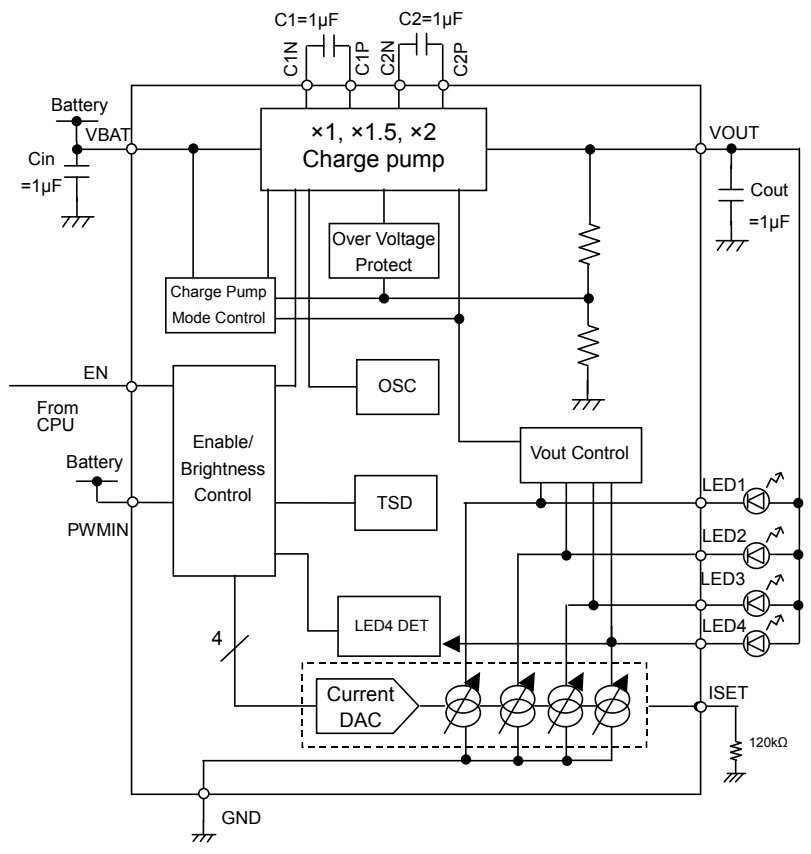 C1=1μF
C2=1μF
C1N
C1P
C2N
C2P
Battery
VBAT
×1, ×1.5, ×2
Charge pump
VOUT
Cin
=1μF
Cout
=1μF
Over Voltage
Protect
Charge Pump
Mode Control
EN
From
CPU
OSC
Enable/
Brightness
Control
Vout Control
Battery
PWMIN
TSD
LED1
LED2
LED3
LED4
LED4 DET
4
Current
DAC
ISET
120kΩ
GND